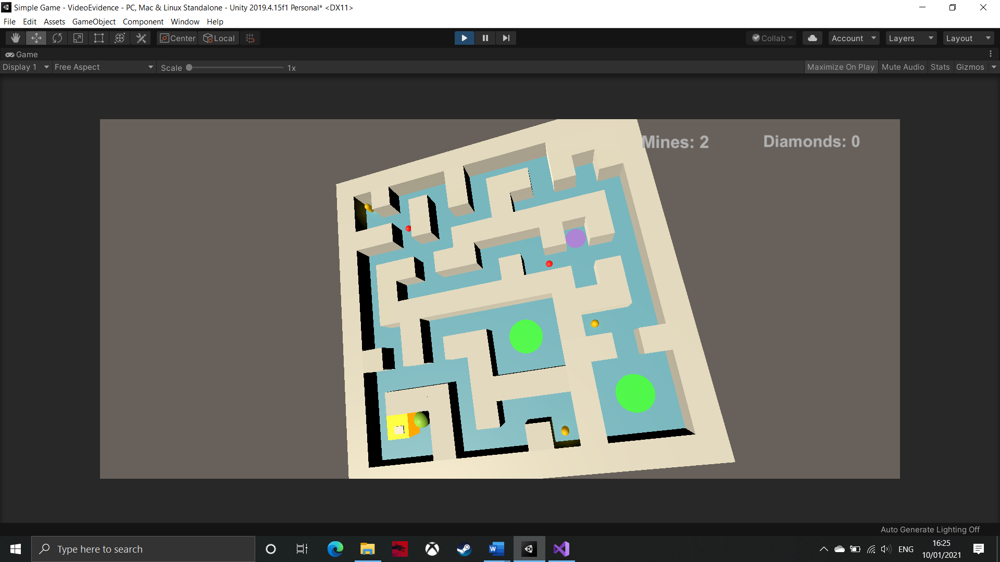 Simple Game - VideoEvidence - PC, Mac & Linux Standalone - Unity 2019.4.15f1 Personal* <DX11>
File Edit Assets GameObject Component Window Help
Center Local Collab Account Layers Layout
Game
Display 1 Free Aspect Scale 1x Maximize On Play Mute Audio Stats Gizmos
Mines: 2 Diamonds: 0
Auto Generate Lighting Off
Type here to search
ENG
16:25
10/01/2021